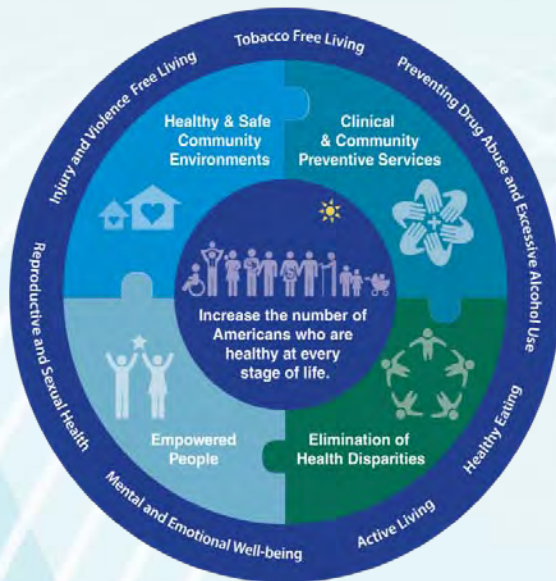 Tobacco Free Living
Preventing Drug Abuse and Excessive Alcohol Use
Healthy Eating
Active Living
Mental and Emotional Well-being
Reproductive and Sexual Health
Injury and Violence Free Living
Healthy & Safe
Community
Environments
Clinical
& Community
Preventive Services
Increase the number of
Americans who are
healthy at every
stage of life.
Empowered
People
Elimination of
Health Disparities